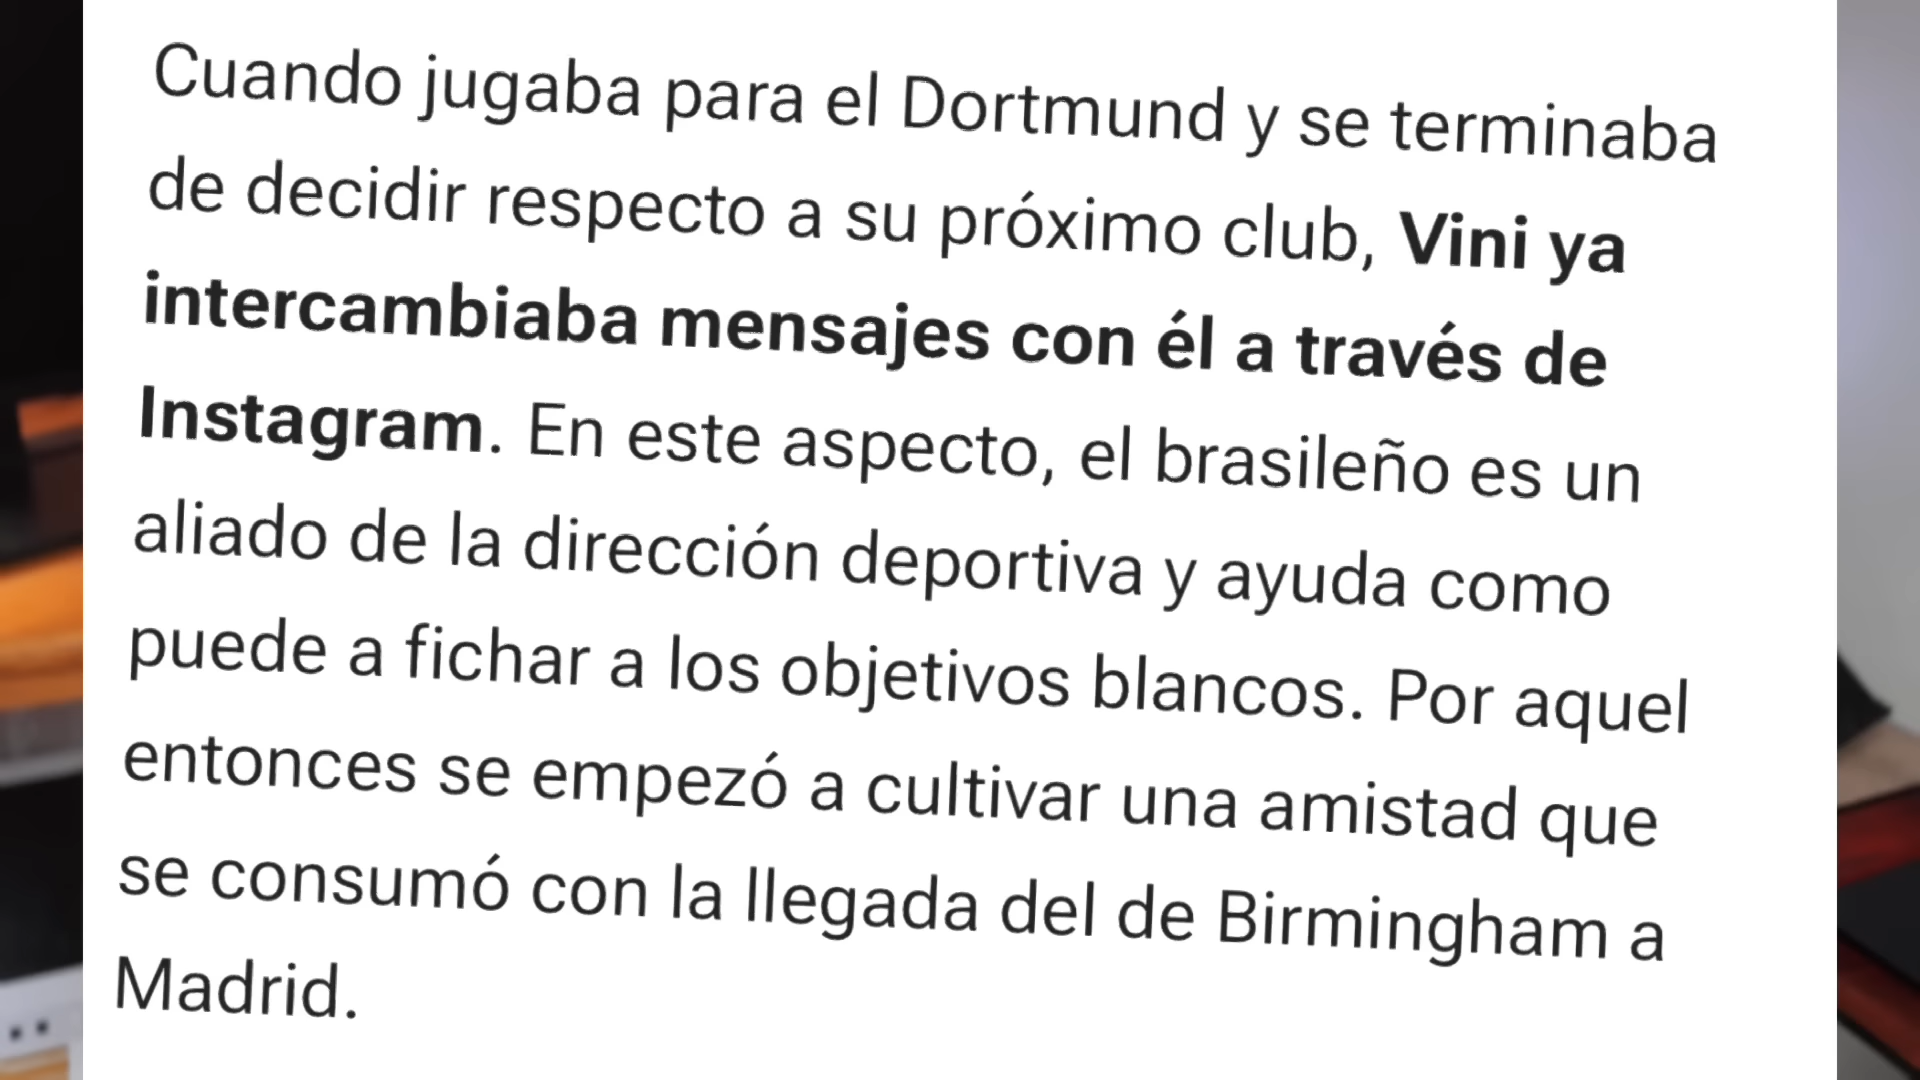 Cuando jugaba para el Dortmund y se terminaba
de decidir respecto a su próximo club, Vini ya
intercambiaba mensajes con él a través de
Instagram. En este aspecto, el brasileño es un
aliado de la dirección deportiva y ayuda como
puede a fichar a los objetivos blancos. Por aquel
entonces se empezó a cultivar una amistad que
se consumó con la llegada del de Birmingham a
Madrid.